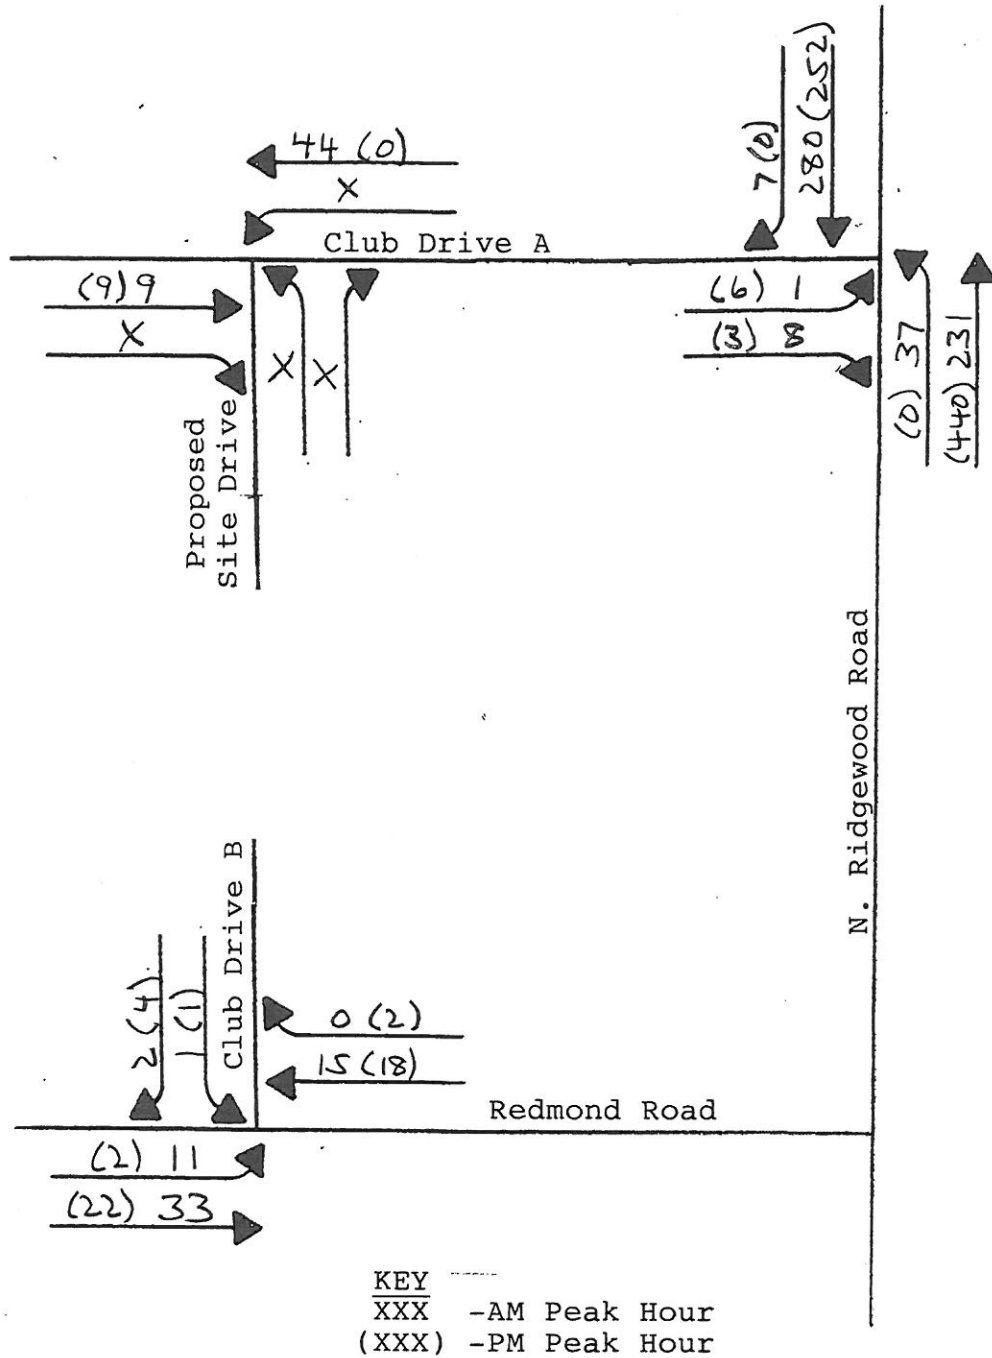 7 (0)
280 (252)
44 (0)
X
Club Drive A
(9) 9
X
X
X
(6) 1
(3) 8
(0) 37
(440) 231
Proposed
Site Drive
N. Ridgewood Road
Club Drive B
2 (4)
1 (1)
0 (2)
15 (18)
Redmond Road
(2) 11
(22) 33
KEY
XXX -AM Peak Hour
(XXX) -PM Peak Hour